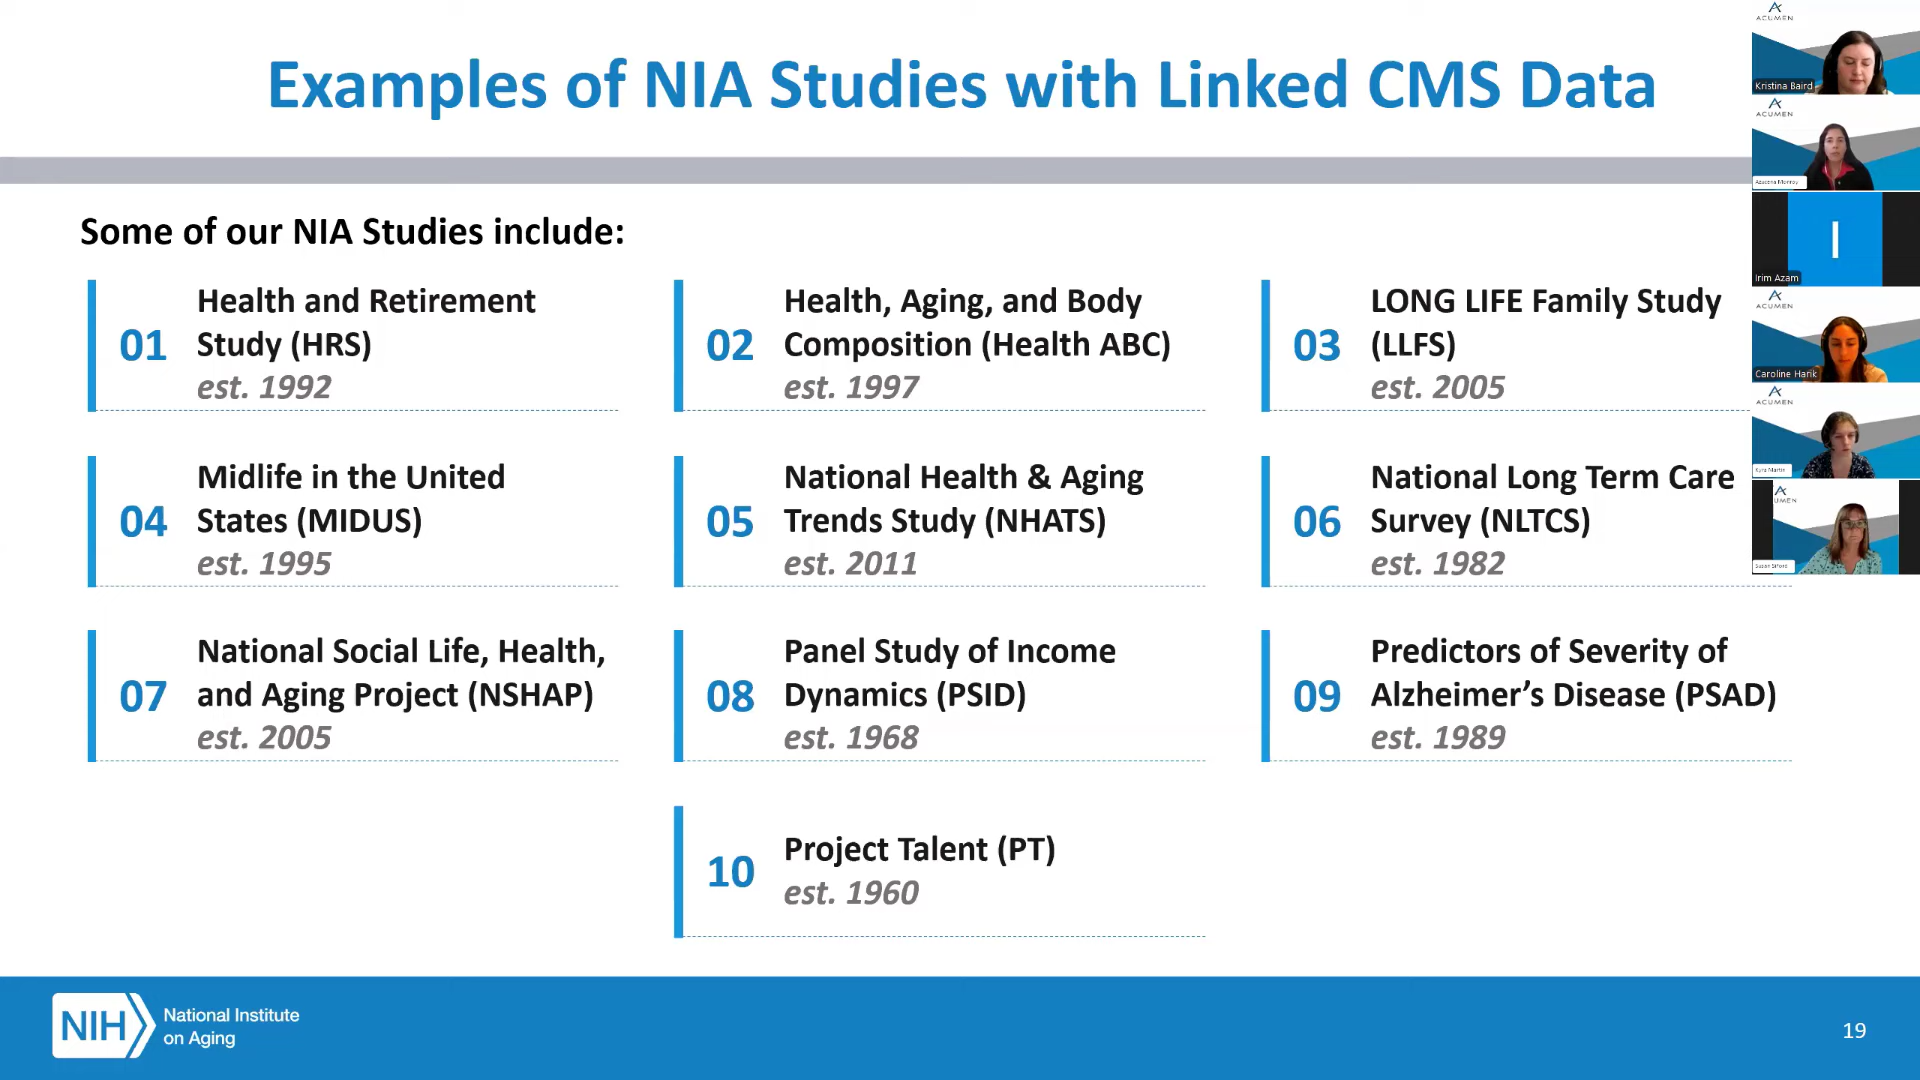 Examples of NIA Studies with Linked CMS Data
Some of our NIA Studies include:
01
Health and Retirement
Study (HRS)
est. 1992
02
Health, Aging, and Body
Composition (Health ABC)
est. 1997
03
LONG LIFE Family Study
(LLFS)
est. 2005
04
Midlife in the United
States (MIDUS)
est. 1995
05
National Health & Aging
Trends Study (NHATS)
est. 2011
06
National Long Term Care
Survey (NLTCS)
est. 1982
07
National Social Life, Health,
and Aging Project (NSHAP)
est. 2005
08
Panel Study of Income
Dynamics (PSID)
est. 1968
09
Predictors of Severity of
Alzheimer’s Disease (PSAD)
est. 1989
10
Project Talent (PT)
est. 1960
NIH
National Institute
on Aging
19
ACUMEN
Kristina Baird
ACUMEN
Azucena Monroy
I
Irim Azam
ACUMEN
Caroline Harik
ACUMEN
Kyra Martin
UMEN